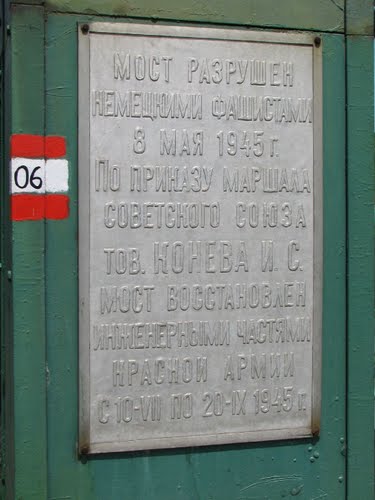 МОСТ РАЗРУШЕН
НЕМЕЦКИМИ ФАШИСТАМИ
8 МАЯ 1945 г.
ПО ПРИКАЗУ МАРШАЛА
СОВЕТСКОГО СОЮЗА
ТОВ. КОНЕВА И. С.
МОСТ ВОССТАНОВЛЕН
ИНЖЕНЕРНЫМИ ЧАСТЯМИ
КРАСНОЙ АРМИИ
С 10-VII ПО 20-IX 1945 г.
06